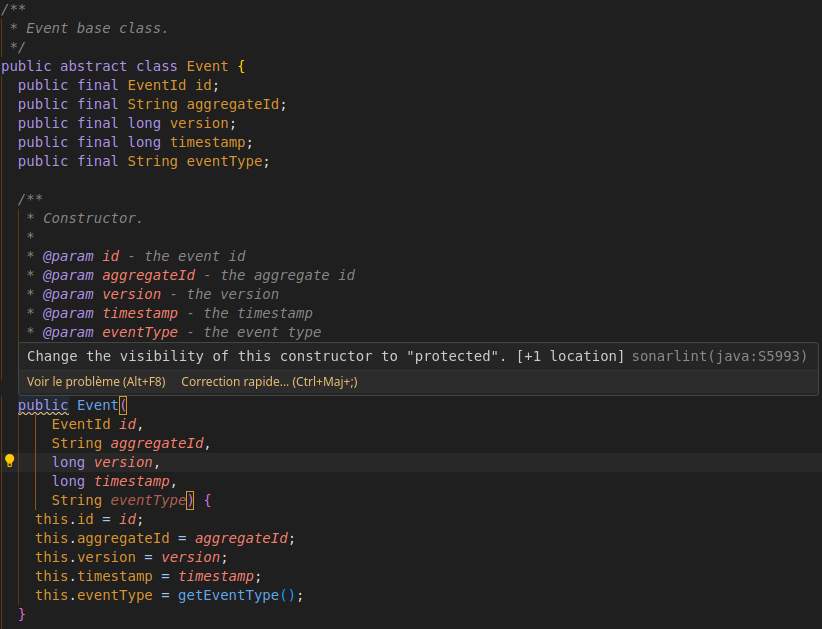 /**
 * Event base class.
 */
public abstract class Event {
  public final EventId id;
  public final String aggregateId;
  public final long version;
  public final long timestamp;
  public final String eventType;

  /**
   * Constructor.
   *
   * @param id - the event id
   * @param aggregateId - the aggregate id
   * @param version - the version
   * @param timestamp - the timestamp
   * @param eventType - the event type
Change the visibility of this constructor to "protected". [+1 location] sonarlint(java:S5993)
Voir le problème (Alt+F8) Correction rapide... (Ctrl+Maj+;)
  public Event(
      EventId id,
      String aggregateId,
      long version,
      long timestamp,
      String eventType) {
    this.id = id;
    this.aggregateId = aggregateId;
    this.version = version;
    this.timestamp = timestamp;
    this.eventType = getEventType();
  }